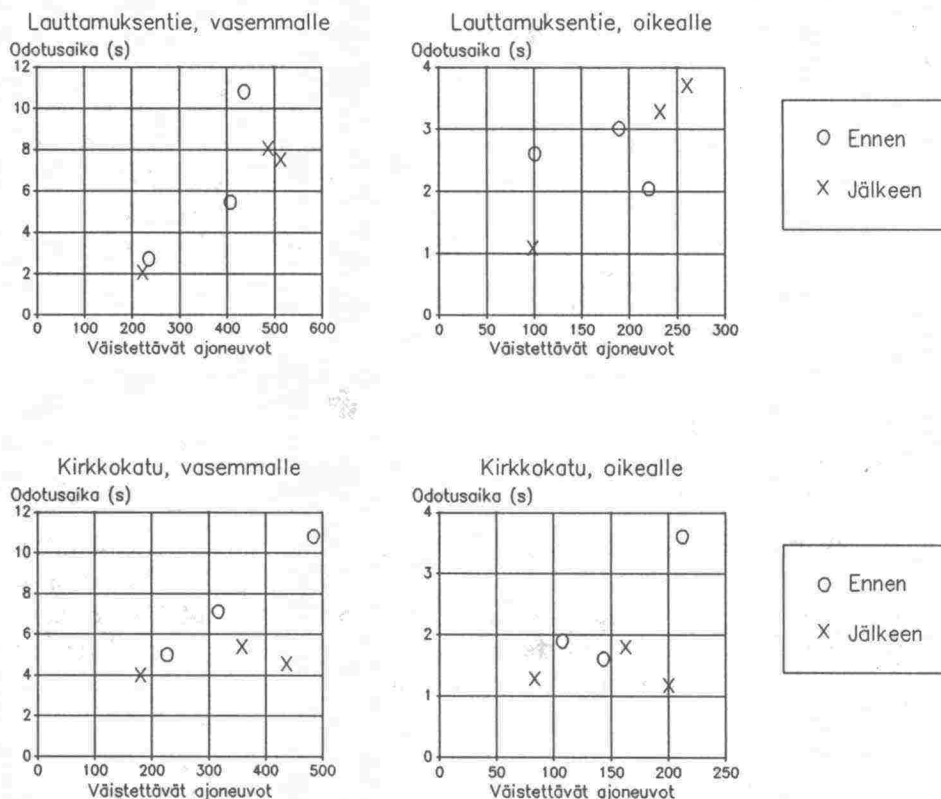 Lauttamuksentie, vasemmalle
Odotusaika (s)
12
10
8
6
4
2
0
0 100 200 300 400 500 600
Väistettävät ajoneuvot
Lauttamuksentie, oikealle
Odotusaika (s)
4
3
2
1
0
0 50 100 150 200 250 300
Väistettävät ajoneuvot
O Ennen
X Jälkeen
Kirkkokatu, vasemmalle
Odotusaika (s)
12
10
8
6
4
2
0
0 100 200 300 400 500
Väistettävät ajoneuvot
Kirkkokatu, oikealle
Odotusaika (s)
4
3
2
1
0
0 50 100 150 200 250
Väistettävät ajoneuvot
O Ennen
X Jälkeen